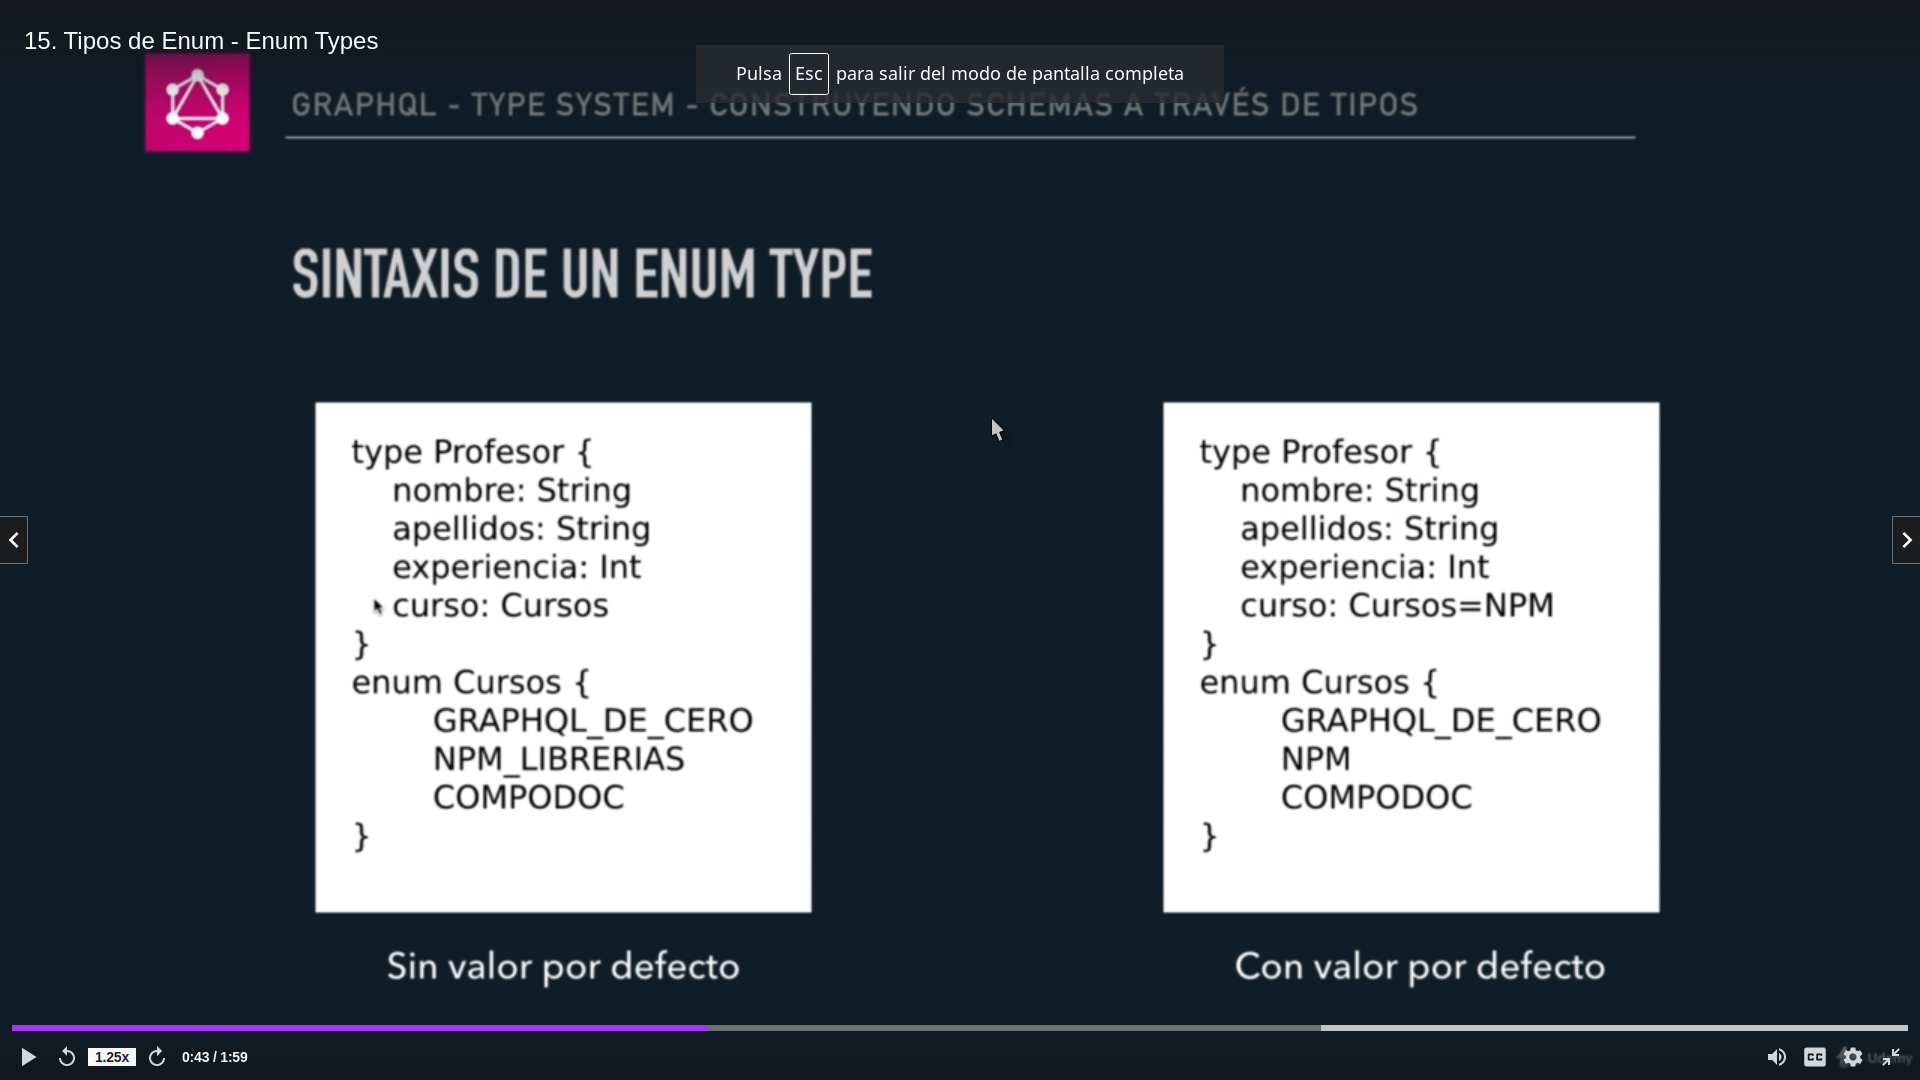 15. Tipos de Enum - Enum Types
Pulsa Esc para salir del modo de pantalla completa
GRAPHQL - TYPE SYSTEM - CONSTRUYENDO SCHEMAS A TRAVÉS DE TIPOS
SINTAXIS DE UN ENUM TYPE
type Profesor {
nombre: String
apellidos: String
experiencia: Int
curso: Cursos
}
enum Cursos {
GRAPHQL_DE_CERO
NPM_LIBRERIAS
COMPODOC
}
Sin valor por defecto
type Profesor {
nombre: String
apellidos: String
experiencia: Int
curso: Cursos=NPM
}
enum Cursos {
GRAPHQL_DE_CERO
NPM
COMPODOC
}
Con valor por defecto
1.25x
0:43 / 1:59
CC
Udemy